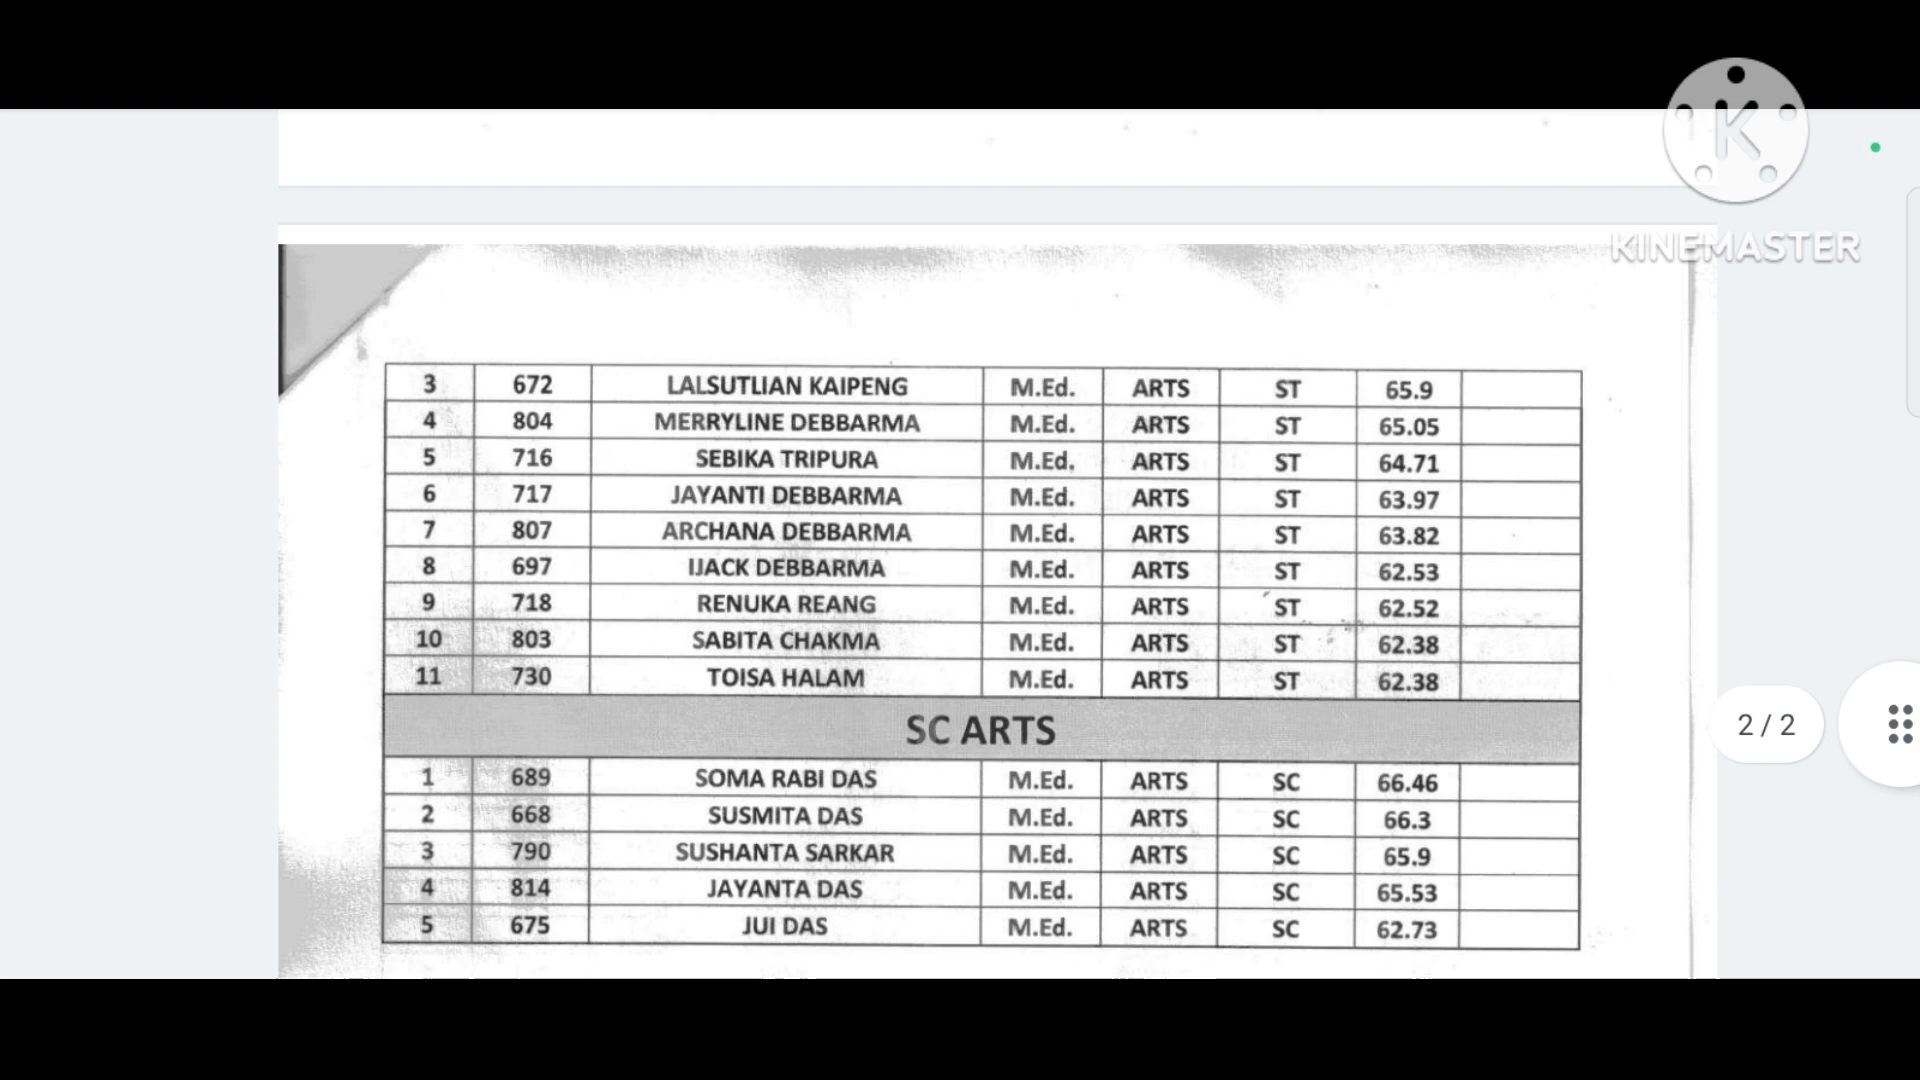 KINEMASTER
3 672 LALSUTLIAN KAIPENG M.Ed. ARTS ST 65.9
4 804 MERRYLINE DEBBARMA M.Ed. ARTS ST 65.05
5 716 SEBIKA TRIPURA M.Ed. ARTS ST 64.71
6 717 JAYANTI DEBBARMA M.Ed. ARTS ST 63.97
7 807 ARCHANA DEBBARMA M.Ed. ARTS ST 63.82
8 697 IJACK DEBBARMA M.Ed. ARTS ST 62.53
9 718 RENUKA REANG M.Ed. ARTS ST 62.52
10 803 SABITA CHAKMA M.Ed. ARTS ST 62.38
11 730 TOISA HALAM M.Ed. ARTS ST 62.38
SC ARTS
2 / 2
1 689 SOMA RABI DAS M.Ed. ARTS SC 66.46
2 668 SUSMITA DAS M.Ed. ARTS SC 66.3
3 790 SUSHANTA SARKAR M.Ed. ARTS SC 65.9
4 814 JAYANTA DAS M.Ed. ARTS SC 65.53
5 675 JUI DAS M.Ed. ARTS SC 62.73